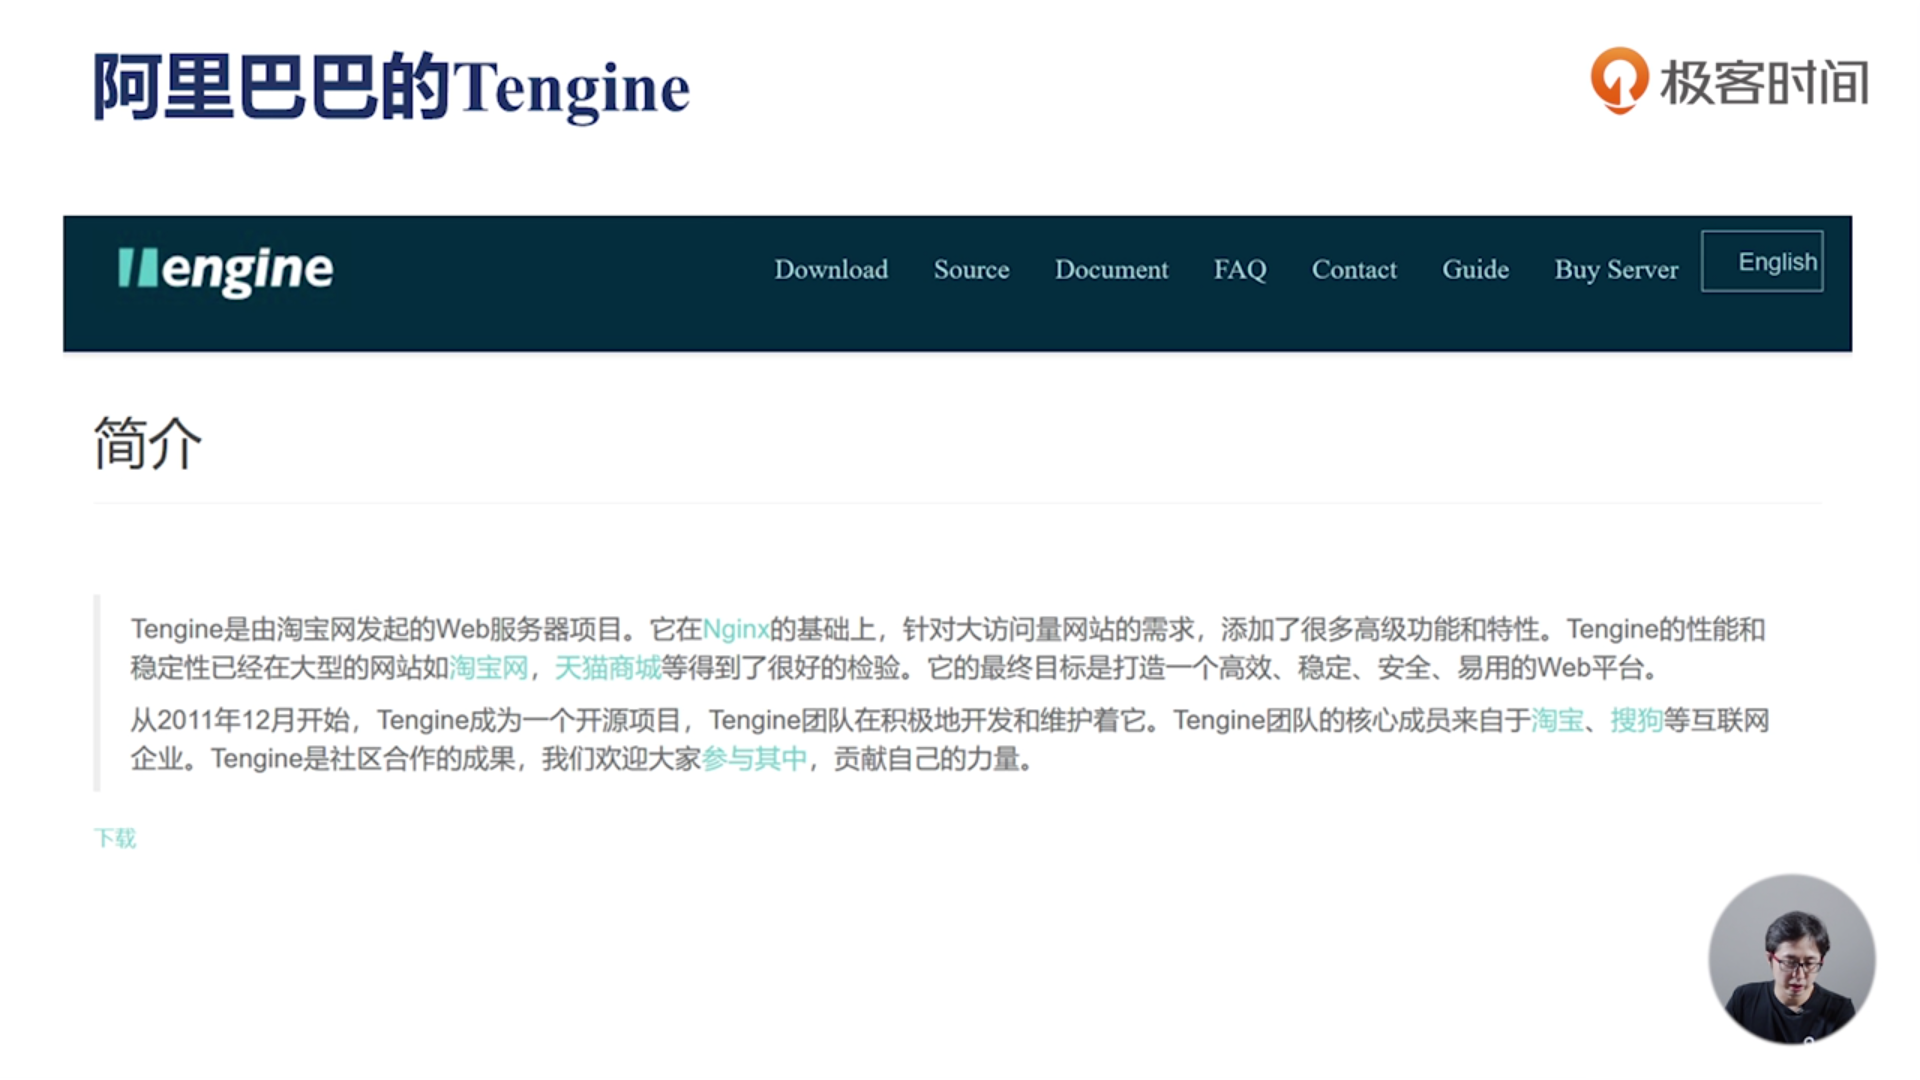 阿里巴巴的Tengine
极客时间
Tengine
Download Source Document FAQ Contact Guide Buy Server English
简介
Tengine是由淘宝网发起的Web服务器项目。它在Nginx的基础上，针对大访问量网站的需求，添加了很多高级功能和特性。Tengine的性能和
稳定性已经在大型的网站如淘宝网，天猫商城等得到了很好的检验。它的最终目标是打造一个高效、稳定、安全、易用的Web平台。
从2011年12月开始，Tengine成为一个开源项目，Tengine团队在积极地开发和维护着它。Tengine团队的核心成员来自于淘宝、搜狗等互联网
企业。Tengine是社区合作的成果，我们欢迎大家参与其中，贡献自己的力量。
下载